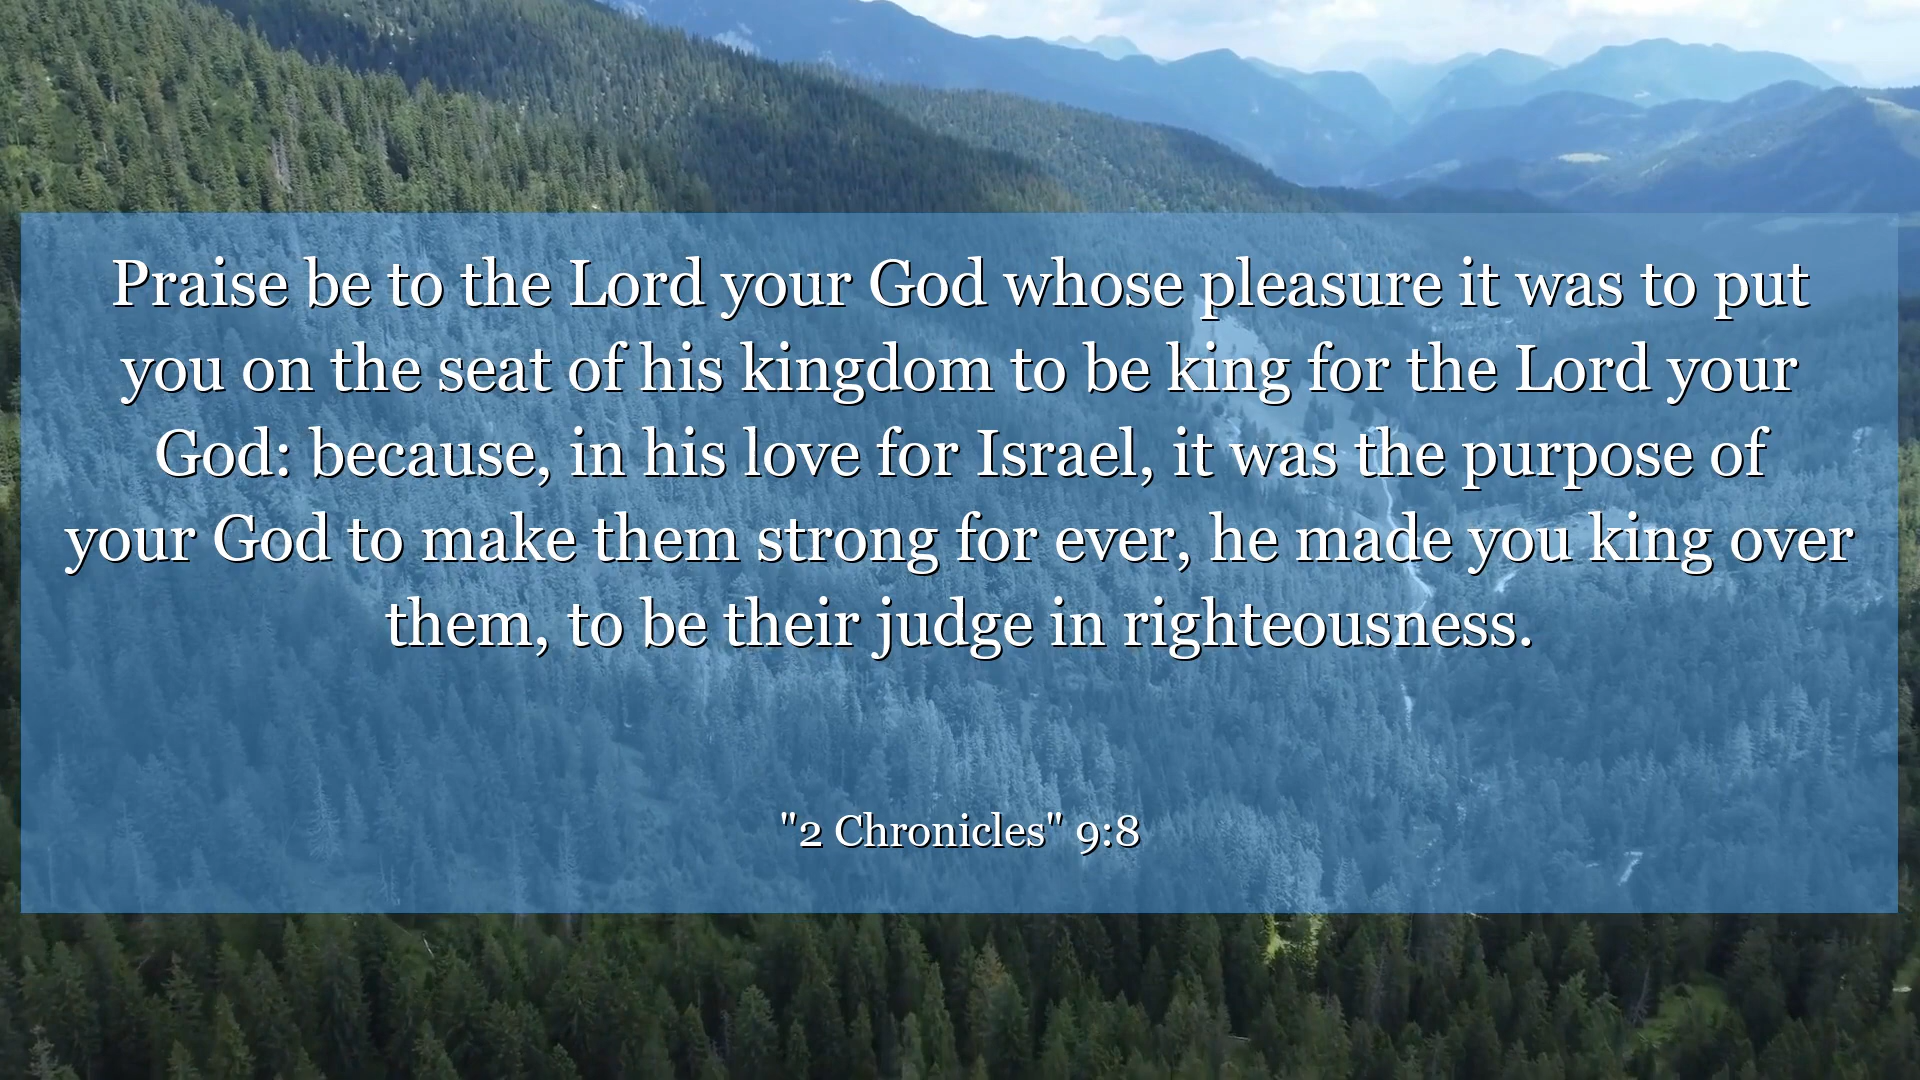 Praise be to the Lord your God whose pleasure it was to put
you on the seat of his kingdom to be king for the Lord your
God: because, in his love for Israel, it was the purpose of
your God to make them strong for ever, he made you king over
them, to be their judge in righteousness.
"2 Chronicles" 9:8